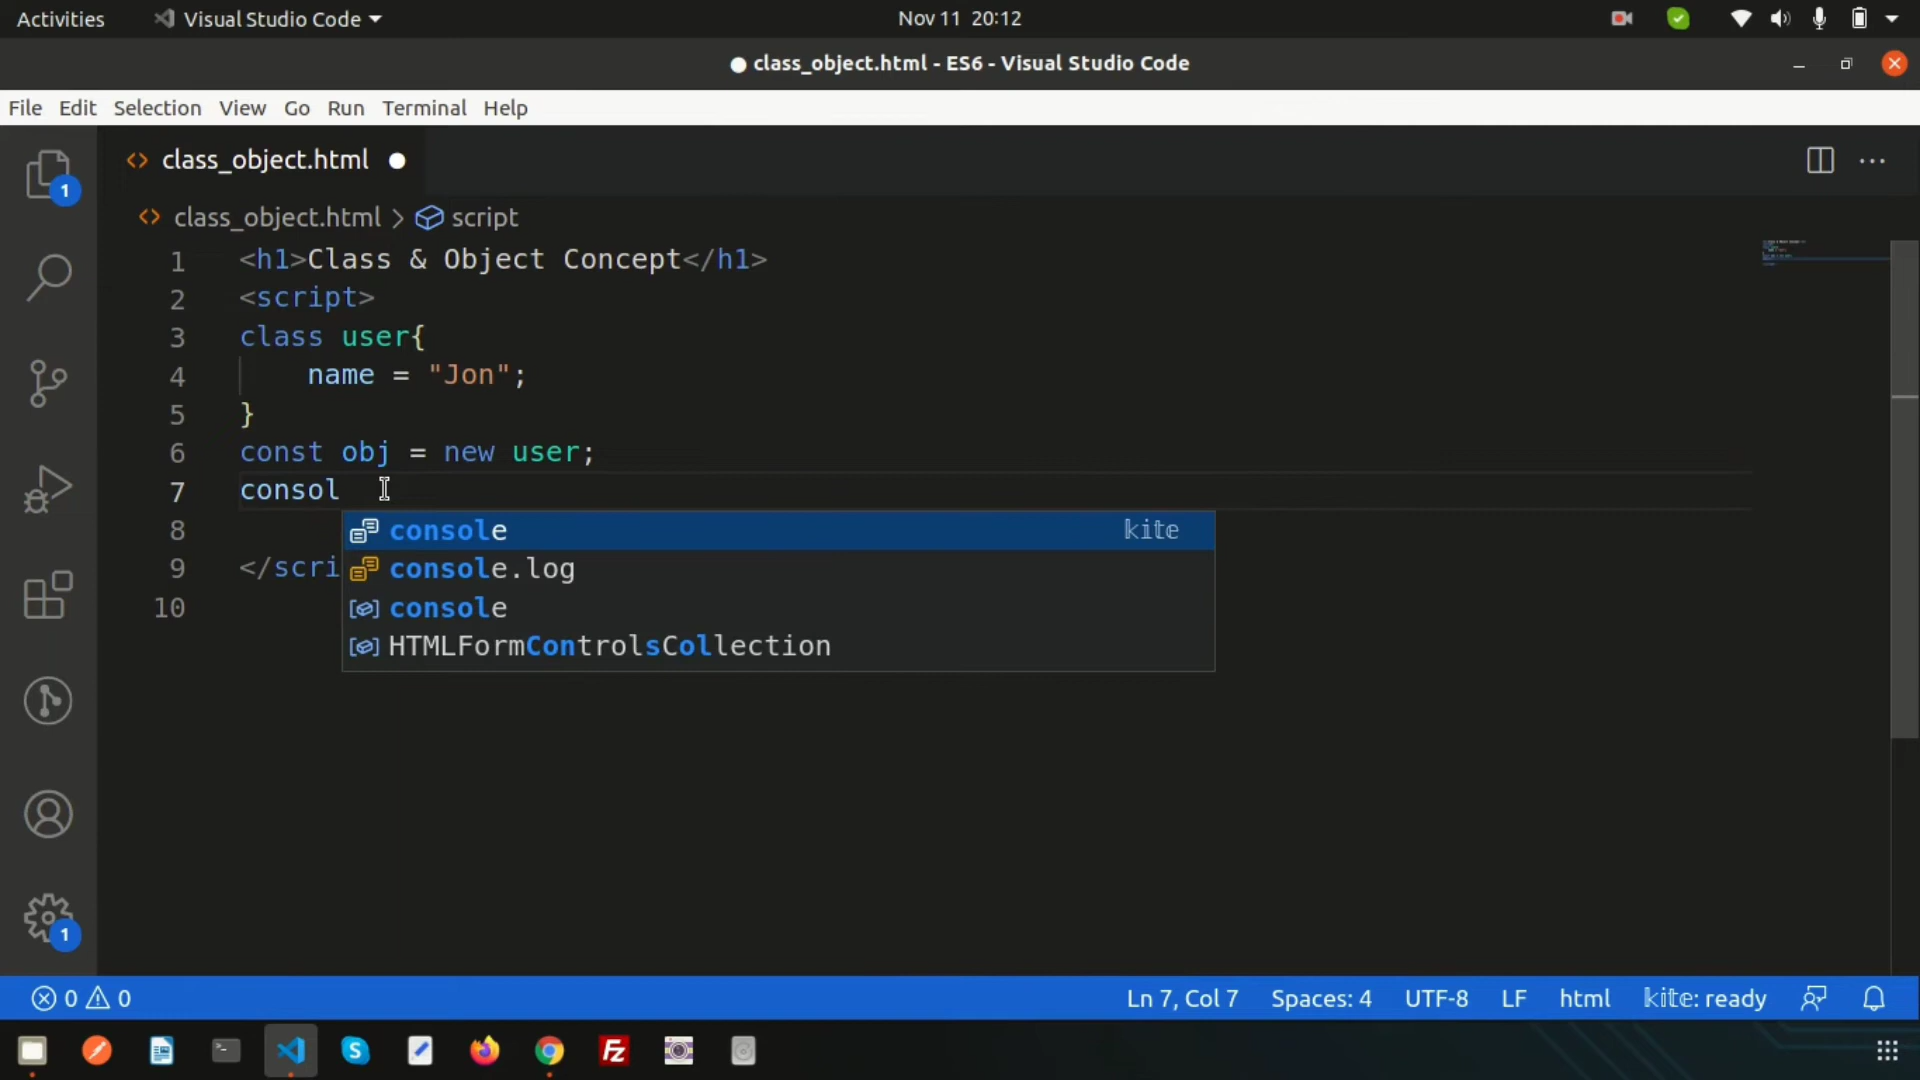 Activities Visual Studio Code Nov 11 20:12
class_object.html - ES6 - Visual Studio Code
File Edit Selection View Go Run Terminal Help
class_object.html
class_object.html > script
1 <h1>Class & Object Concept</h1>
2 <script>
3 class user{
4 name = "Jon";
5 }
6 const obj = new user;
7 consol
8 console kite
9 </scri console.log
10 console
HTMLFormControlsCollection
1
1
0 0 Ln 7, Col 7 Spaces: 4 UTF-8 LF html kite: ready
S Fz